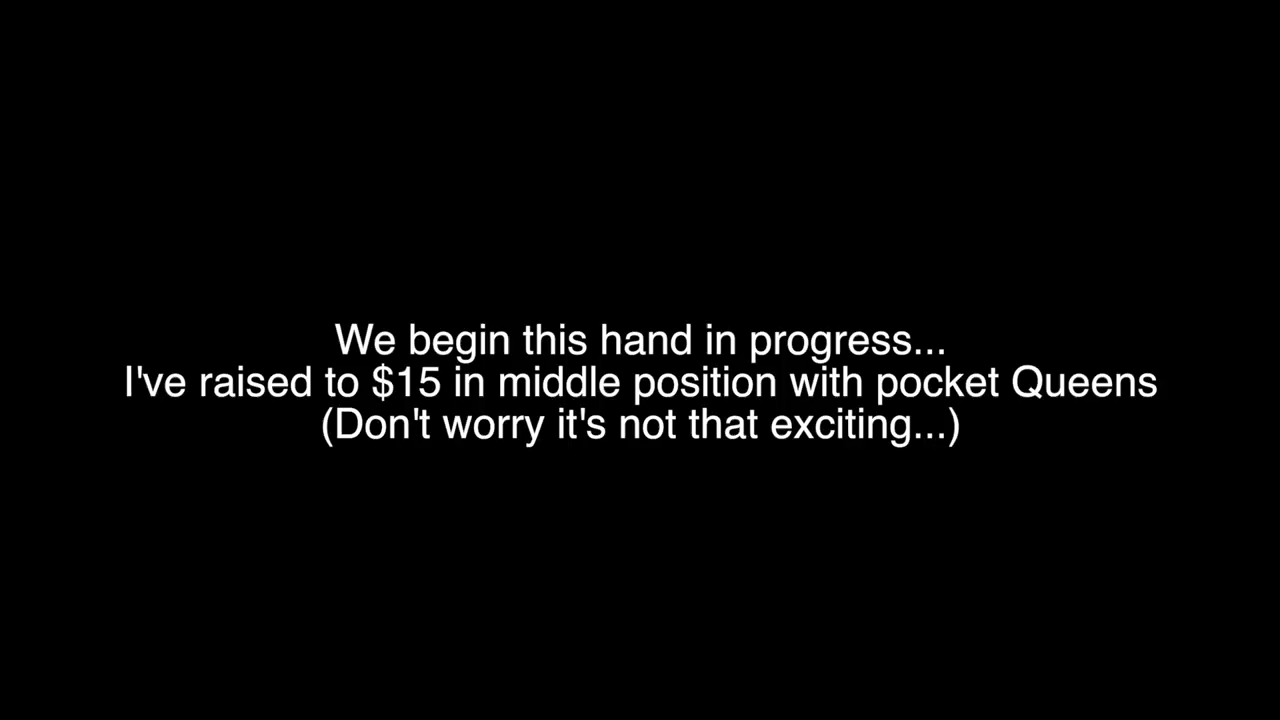 We begin this hand in progress...
I've raised to $15 in middle position with pocket Queens
(Don't worry it's not that exciting...)